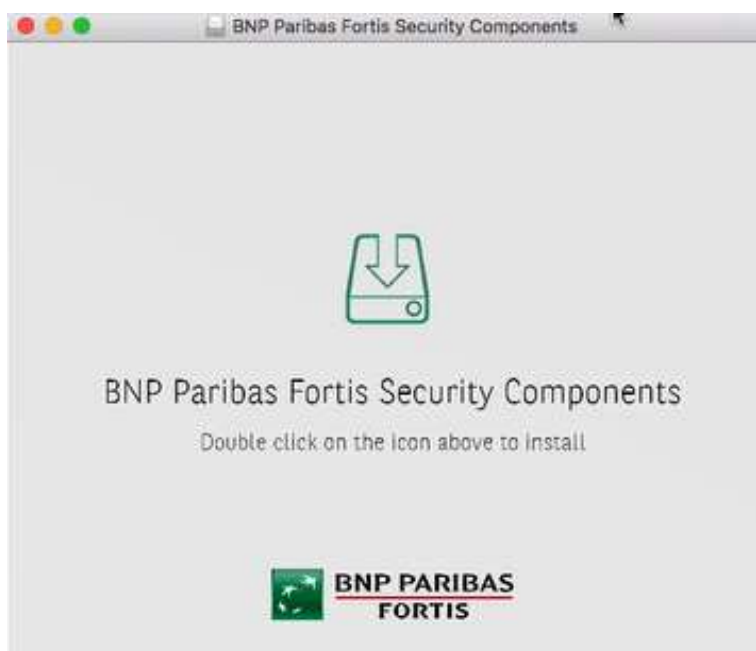 BNP Paribas Fortis Security Components
BNP Paribas Fortis Security Components
Double click on the icon above to install
BNP PARIBAS
FORTIS